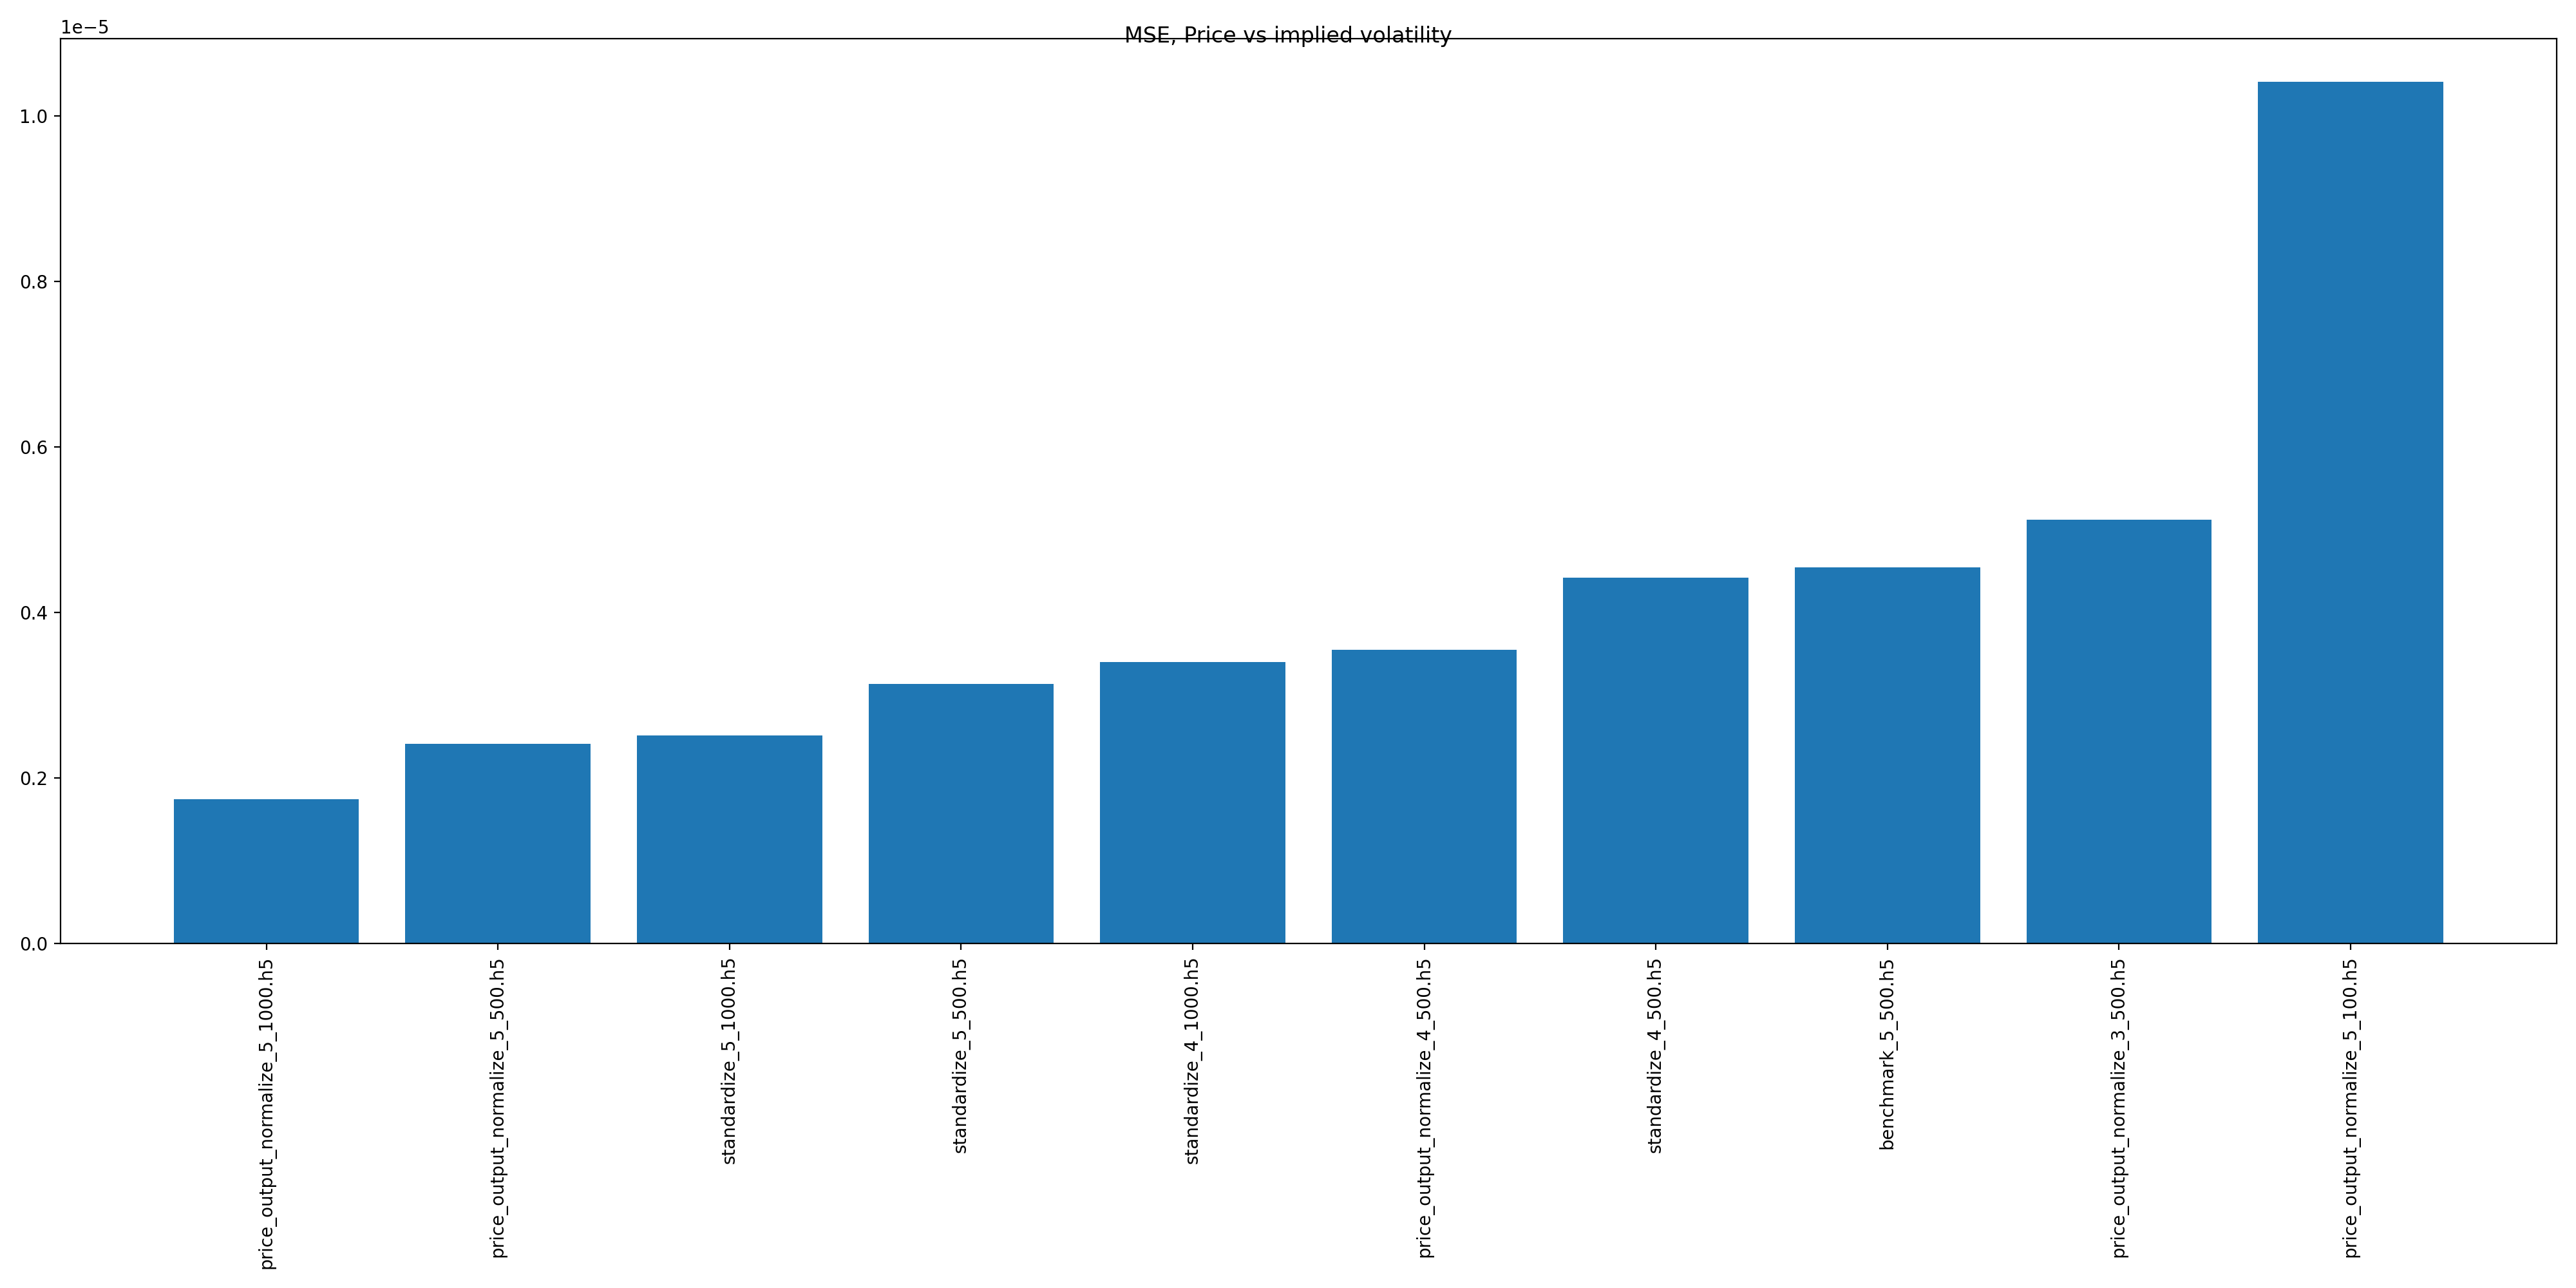 MSE, Price vs implied volatility
1e−5
1.0
0.8
0.6
0.4
0.2
0.0
price_output_normalize_5_1000.h5
price_output_normalize_5_500.h5
standardize_5_1000.h5
standardize_5_500.h5
standardize_4_1000.h5
price_output_normalize_4_500.h5
standardize_4_500.h5
benchmark_5_500.h5
price_output_normalize_3_500.h5
price_output_normalize_5_100.h5